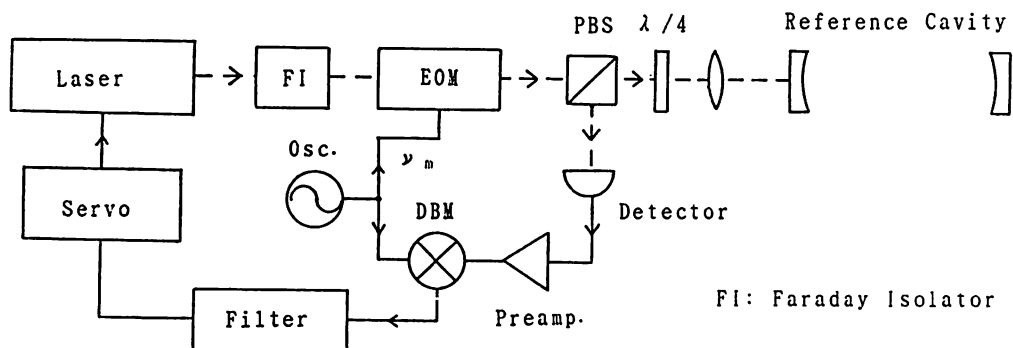 PBS λ/4
Reference Cavity
Laser
FI
EOM
Osc.
ν m
Servo
DBM
Detector
Filter
Preamp.
FI: Faraday Isolator